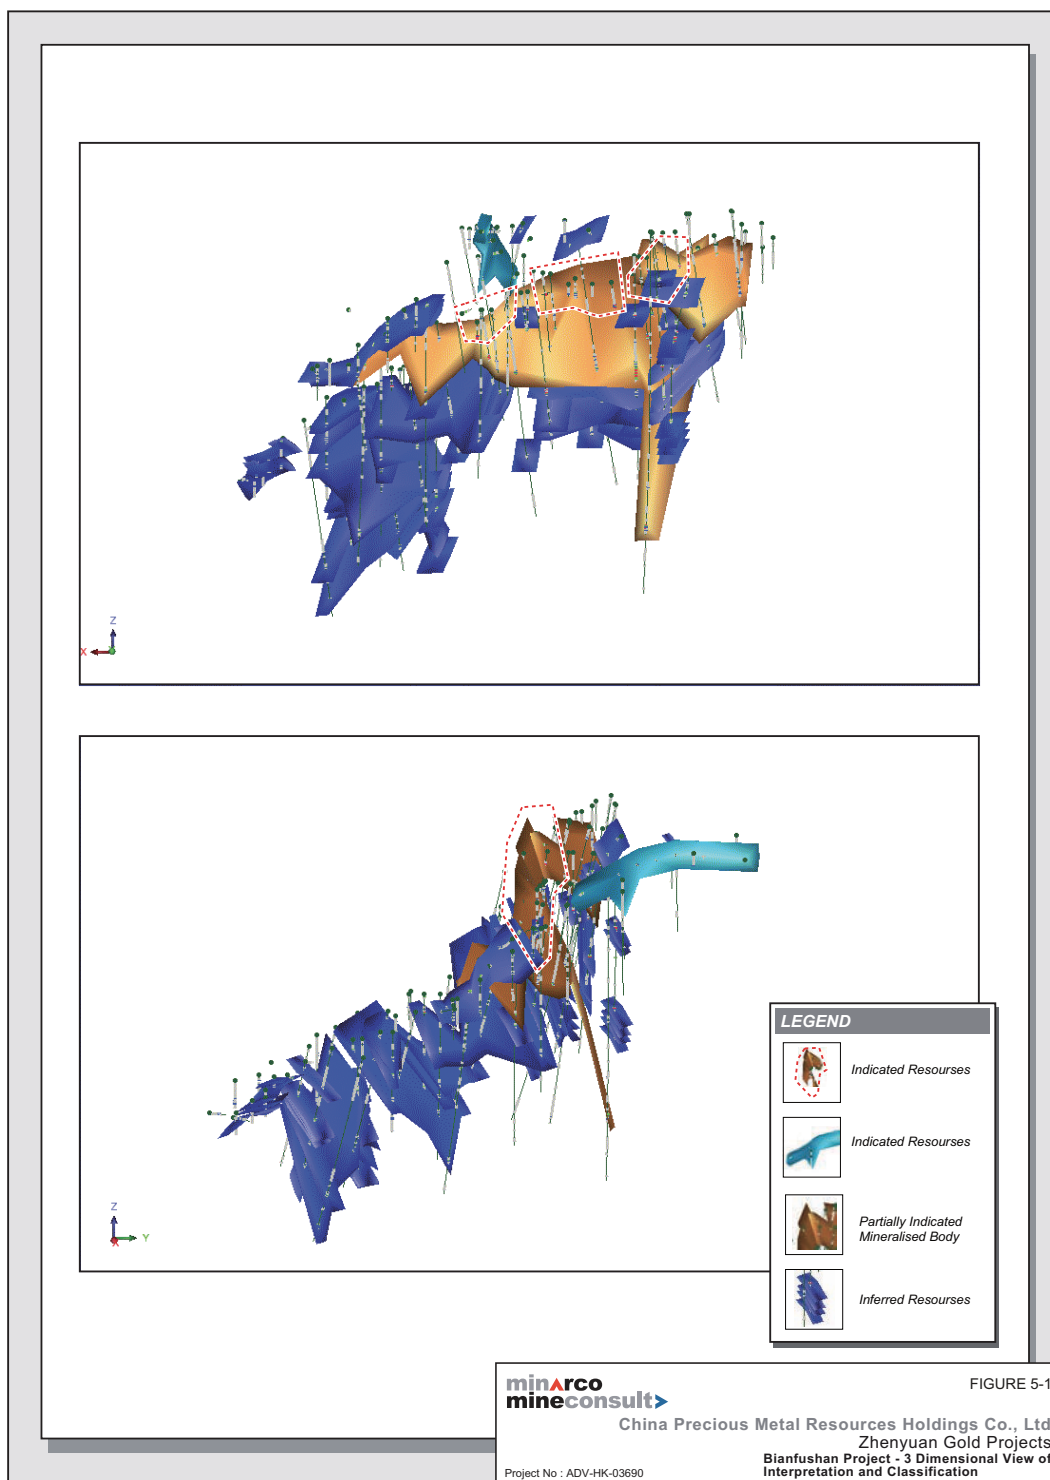 Z
X
Z
Y
X
LEGEND
Indicated Resourses
Indicated Resourses
Partially Indicated
Mineralised Body
Inferred Resourses
minarco
mineconsult
FIGURE 5-1
China Precious Metal Resources Holdings Co., Ltd
Zhenyuan Gold Projects
Bianfushan Project - 3 Dimensional View of
Interpretation and Classification
Project No : ADV-HK-03690